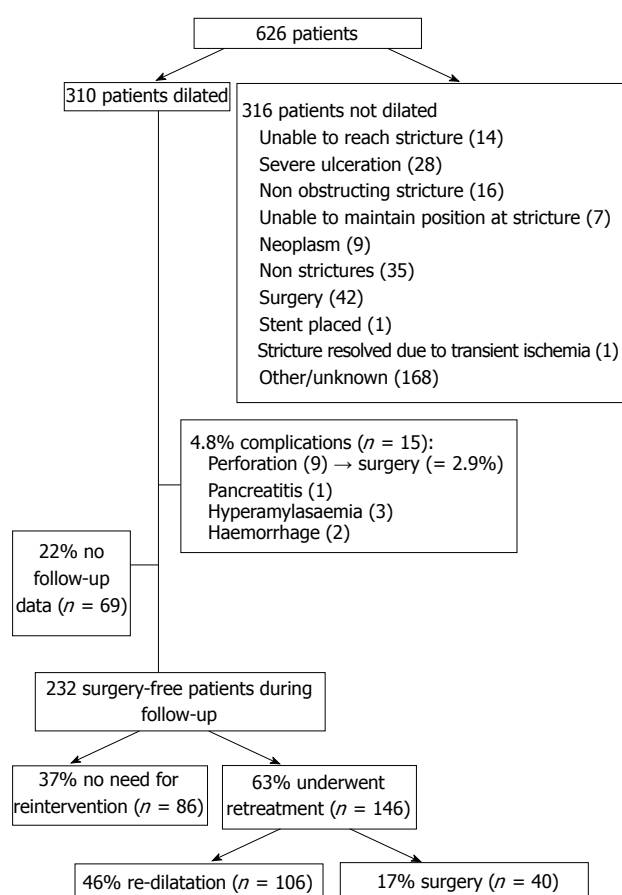 626 patients
310 patients dilated
316 patients not dilated
Unable to reach stricture (14)
Severe ulceration (28)
Non obstructing stricture (16)
Unable to maintain position at stricture (7)
Neoplasm (9)
Non strictures (35)
Surgery (42)
Stent placed (1)
Stricture resolved due to transient ischemia (1)
Other/unknown (168)
4.8% complications (n = 15):
Perforation (9) → surgery (= 2.9%)
Pancreatitis (1)
Hyperamylasaemia (3)
Haemorrhage (2)
22% no
follow-up
data (n = 69)
232 surgery-free patients during
follow-up
37% no need for
reintervention (n = 86)
63% underwent
retreatment (n = 146)
46% re-dilatation (n = 106)
17% surgery (n = 40)